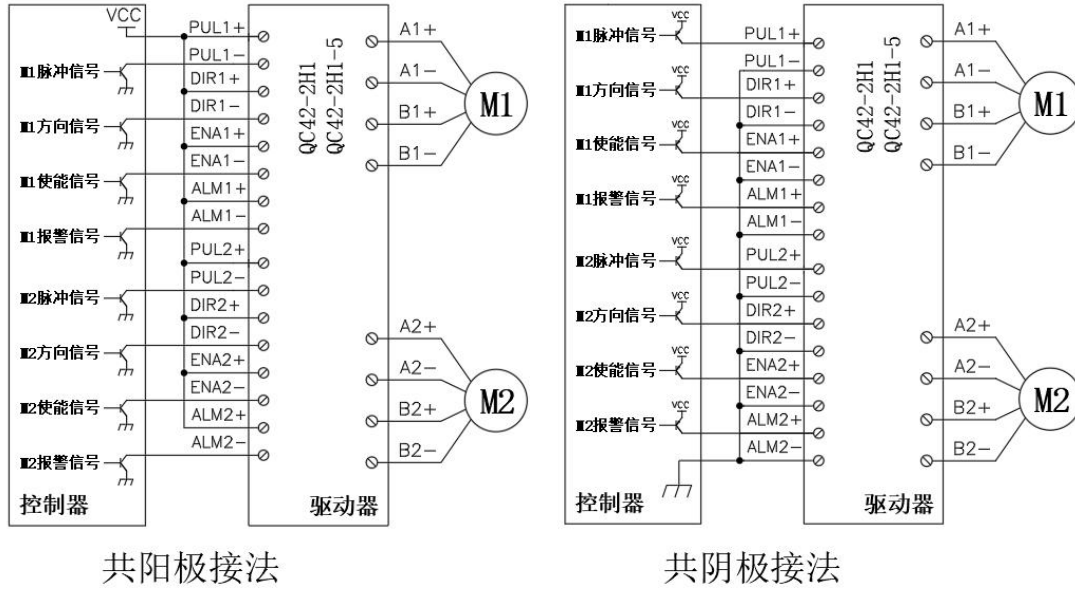 VCC
PUL1+
PUL1-
M1脉冲信号
DIR1+
DIR1-
M1方向信号
ENA1+
ENA1-
M1使能信号
ALM1+
ALM1-
M1报警信号
PUL2+
PUL2-
M2脉冲信号
DIR2+
DIR2-
M2方向信号
ENA2+
ENA2-
M2使能信号
ALM2+
ALM2-
M2报警信号
控制器
QC42-2H1
QC42-2H1-5
驱动器
A1+
A1-
B1+
B1-
M1
A2+
A2-
B2+
B2-
M2
共阳极接法
VCC
M1脉冲信号
PUL1+
PUL1-
VCC
M1方向信号
DIR1+
DIR1-
VCC
M1使能信号
ENA1+
ENA1-
VCC
M1报警信号
ALM1+
ALM1-
VCC
M2脉冲信号
PUL2+
PUL2-
VCC
M2方向信号
DIR2+
DIR2-
VCC
M2使能信号
ENA2+
ENA2-
VCC
M2报警信号
ALM2+
ALM2-
控制器
QC42-2H1
QC42-2H1-5
驱动器
A1+
A1-
B1+
B1-
M1
A2+
A2-
B2+
B2-
M2
共阴极接法